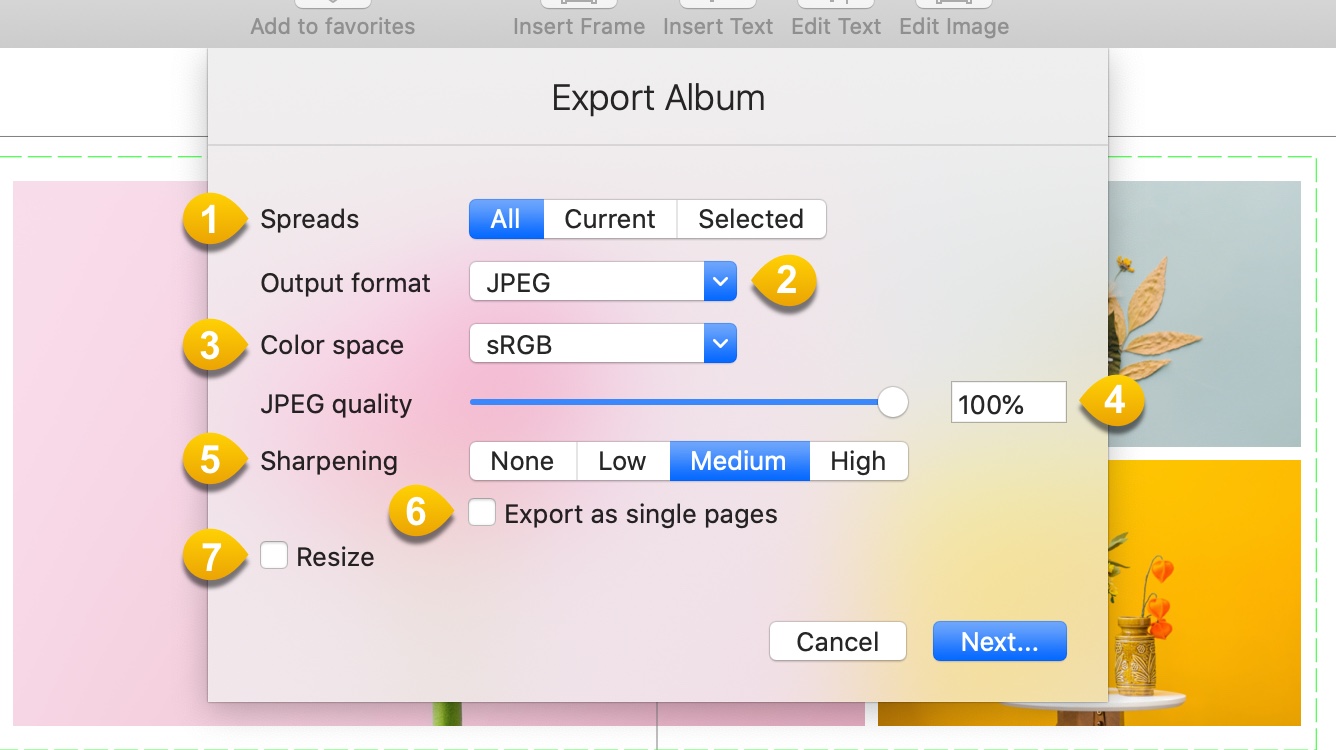 Add to favorites Insert Frame Insert Text Edit Text Edit Image
Export Album
1 Spreads All Current Selected
Output format JPEG 2
3 Color space sRGB
JPEG quality 100% 4
5 Sharpening None Low Medium High
6 Export as single pages
7 Resize
Cancel Next...